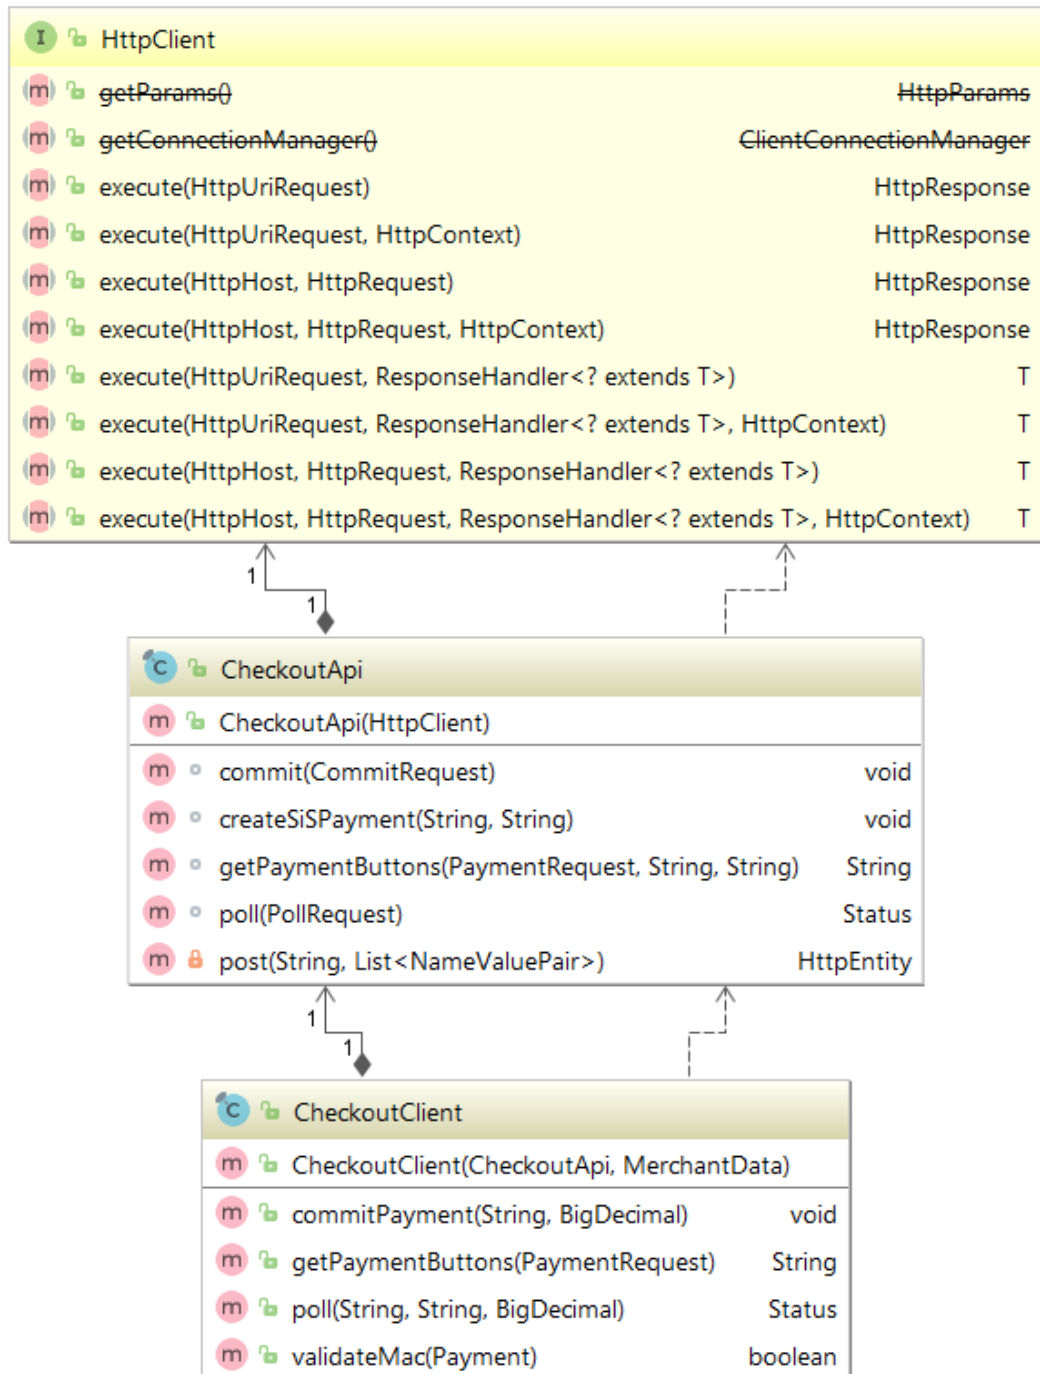 I HttpClient
m getParams() HttpParams
m getConnectionManager() ClientConnectionManager
m execute(HttpUriRequest) HttpResponse
m execute(HttpUriRequest, HttpContext) HttpResponse
m execute(HttpHost, HttpRequest) HttpResponse
m execute(HttpHost, HttpRequest, HttpContext) HttpResponse
m execute(HttpUriRequest, ResponseHandler<? extends T>) T
m execute(HttpUriRequest, ResponseHandler<? extends T>, HttpContext) T
m execute(HttpHost, HttpRequest, ResponseHandler<? extends T>) T
m execute(HttpHost, HttpRequest, ResponseHandler<? extends T>, HttpContext) T
1
1
C CheckoutApi
m CheckoutApi(HttpClient)
m commit(CommitRequest) void
m createSiSPayment(String, String) void
m getPaymentButtons(PaymentRequest, String, String) String
m poll(PollRequest) Status
m post(String, List<NameValuePair>) HttpEntity
1
1
C CheckoutClient
m CheckoutClient(CheckoutApi, MerchantData)
m commitPayment(String, BigDecimal) void
m getPaymentButtons(PaymentRequest) String
m poll(String, String, BigDecimal) Status
m validateMac(Payment) boolean